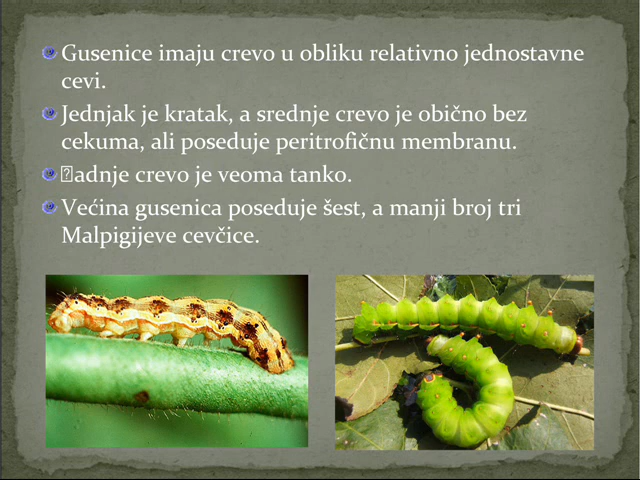 Gusenice imaju crevo u obliku relativno jednostavne
cevi.
Jednjak je kratak, a srednje crevo je obično bez
cekuma, ali poseduje peritrofičnu membranu.
�adnje crevo je veoma tanko.
Većina gusenica poseduje šest, a manji broj tri
Malpigijeve cevčice.